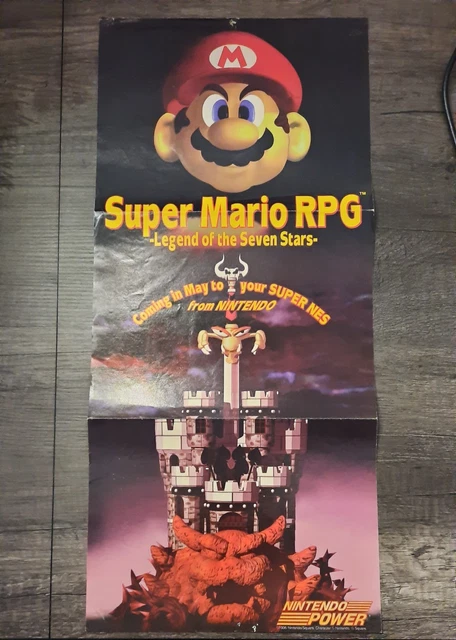 M
Super Mario RPG™
-Legend of the Seven Stars-
Coming in May to your SUPER NES
from NINTENDO
NINTENDO
POWER